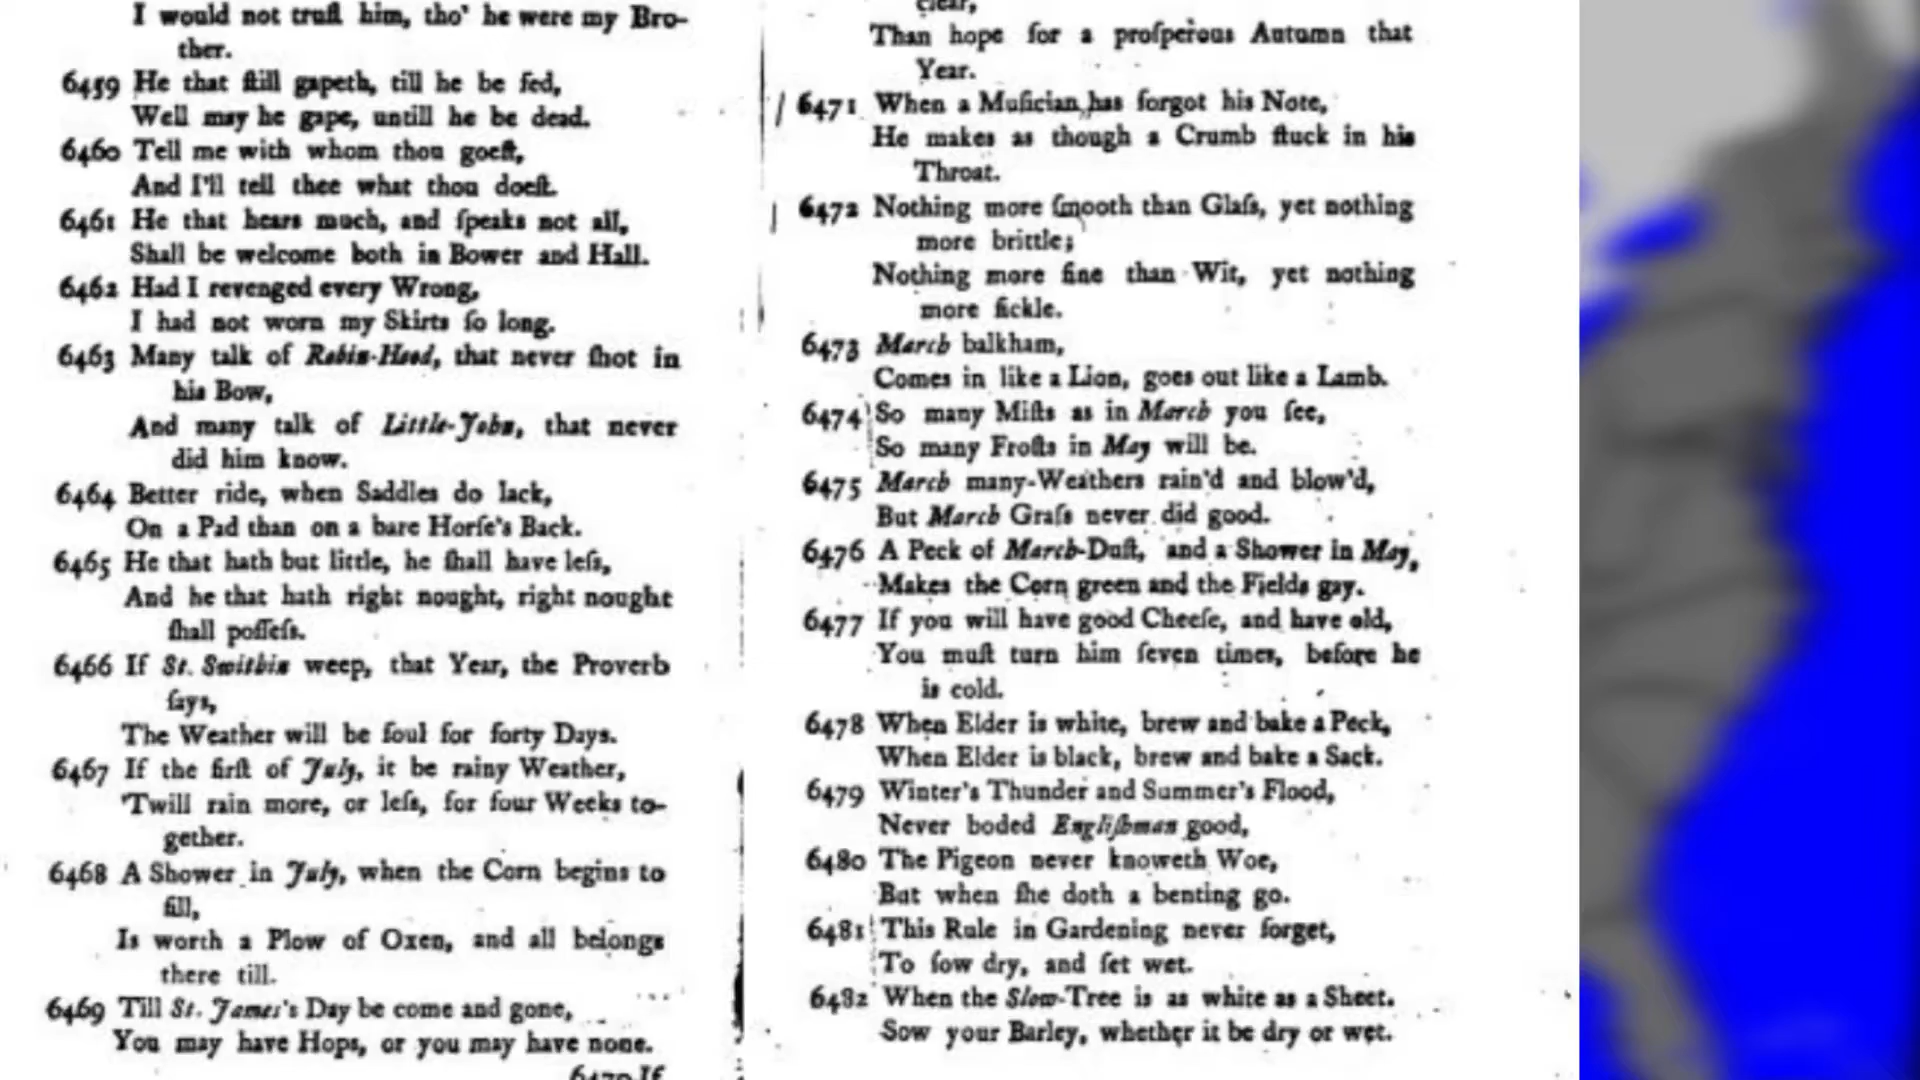 I would not truſt him, tho' he were my Bro-
ther.
6459 He that ſtill gapeth, till he be fed,
Well may he gape, untill he be dead.
6460 Tell me with whom thou goeſt,
And I'll tell thee what thou doeſt.
6461 He that hears much, and ſpeaks not all,
Shall be welcome both in Bower and Hall.
6462 Had I revenged every Wrong,
I had not worn my Skirts ſo long.
6463 Many talk of Robin-Hood, that never ſhot in
his Bow,
And many talk of Little-John, that never
did him know.
6464 Better ride, when Saddles do lack,
On a Pad than on a bare Horſe's Back.
6465 He that hath but little, he ſhall have leſs,
And he that hath right nought, right nought
ſhall poſſeſs.
6466 If St. Swithin weep, that Year, the Proverb
ſays,
The Weather will be foul for forty Days.
6467 If the firſt of July, it be rainy Weather,
'Twill rain more, or leſs, for four Weeks to-
gether.
6468 A Shower in July, when the Corn begins to
fill,
Is worth a Plow of Oxen, and all belongs
there till.
6469 Till St. James's Day be come and gone,
You may have Hops, or you may have none.
6470 If
clear,
Than hope for a proſperous Autumn that
Year.
6471 When a Muſician has forgot his Note,
He makes as though a Crumb ſtuck in his
Throat.
6472 Nothing more ſmooth than Glaſs, yet nothing
more brittle;
Nothing more fine than Wit, yet nothing
more fickle.
6473 March balkham,
Comes in like a Lion, goes out like a Lamb.
6474 So many Miſts as in March you ſee,
So many Froſts in May will be.
6475 March many-Weathers rain'd and blow'd,
But March Graſs never did good.
6476 A Peck of March-Duſt, and a Shower in May,
Makes the Corn green and the Fields gay.
6477 If you will have good Cheeſe, and have old,
You muſt turn him ſeven times, before he
is cold.
6478 When Elder is white, brew and bake a Peck,
When Elder is black, brew and bake a Sack.
6479 Winter's Thunder and Summer's Flood,
Never boded Engliſhman good,
6480 The Pigeon never knoweth Woe,
But when ſhe doth a benting go.
6481 This Rule in Gardening never forget,
To ſow dry, and ſet wet.
6482 When the Slow-Tree is as white as a Sheet.
Sow your Barley, whether it be dry or wet.